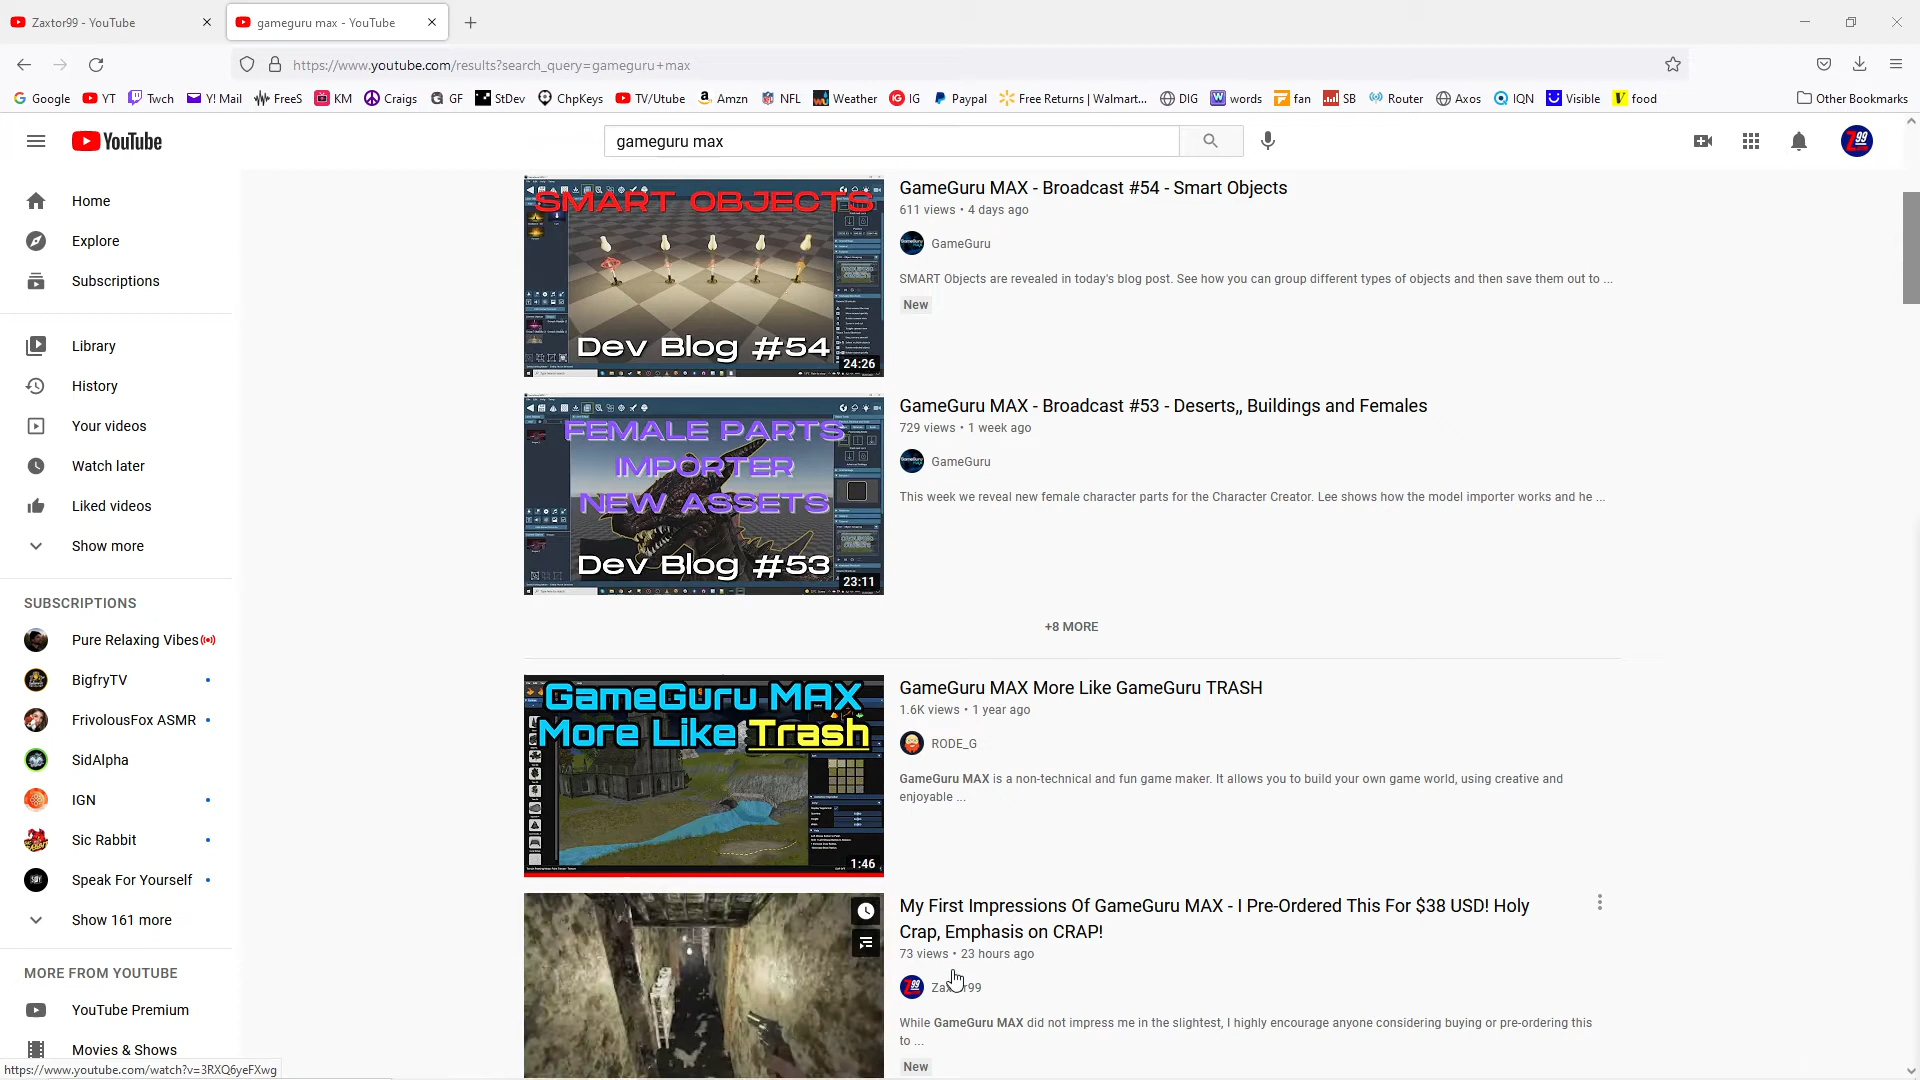 Zaxtor99 - YouTube
gameguru max - YouTube
https://www.youtube.com/results?search_query=gameguru+max
Google YT Twch Y! Mail FreeS KM Craigs GF StDev ChpKeys TV/Utube Amzn NFL Weather IG Paypal Free Returns | Walmart... DIG words fan SB Router Axos IQN Visible food Other Bookmarks
YouTube
gameguru max
Home
Explore
Subscriptions
Library
History
Your videos
Watch later
Liked videos
Show more
SUBSCRIPTIONS
Pure Relaxing Vibes
BigfryTV
FrivolousFox ASMR
SidAlpha
IGN
Sic Rabbit
Speak For Yourself
Show 161 more
MORE FROM YOUTUBE
YouTube Premium
Movies & Shows
https://www.youtube.com/watch?v=3RXQ6yeFXwg
SMART OBJECTS
Dev Blog #54
24:26
GameGuru MAX - Broadcast #54 - Smart Objects
611 views • 4 days ago
GameGuru
SMART Objects are revealed in today's blog post. See how you can group different types of objects and then save them out to ...
New
FEMALE PARTS
IMPORTER
NEW ASSETS
Dev Blog #53
23:11
GameGuru MAX - Broadcast #53 - Deserts,, Buildings and Females
729 views • 1 week ago
GameGuru
This week we reveal new female character parts for the Character Creator. Lee shows how the model importer works and he ...
+8 MORE
GameGuru MAX
More Like Trash
1:46
GameGuru MAX More Like GameGuru TRASH
1.6K views • 1 year ago
RODE_G
GameGuru MAX is a non-technical and fun game maker. It allows you to build your own game world, using creative and
enjoyable ...
My First Impressions Of GameGuru MAX - I Pre-Ordered This For $38 USD! Holy
Crap, Emphasis on CRAP!
73 views • 23 hours ago
Z99
Zaxtor99
While GameGuru MAX did not impress me in the slightest, I highly encourage anyone considering buying or pre-ordering this
to ...
New